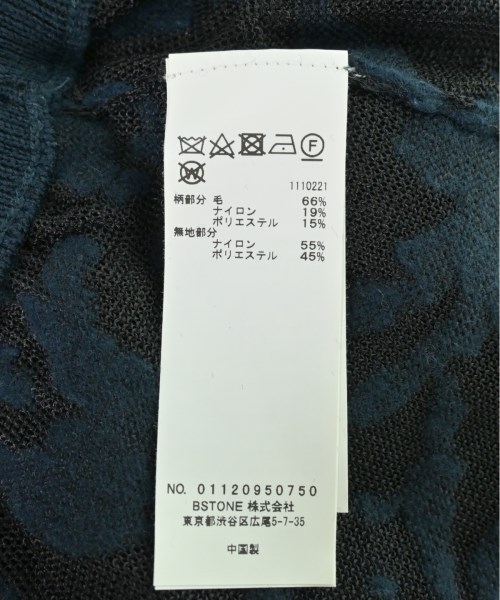 F
W
1110221
柄部分 毛 66%
ナイロン 19%
ポリエステル 15%
無地部分
ナイロン 55%
ポリエステル 45%
NO. 01120950750
BSTONE 株式会社
東京都渋谷区広尾5-7-35
中国製